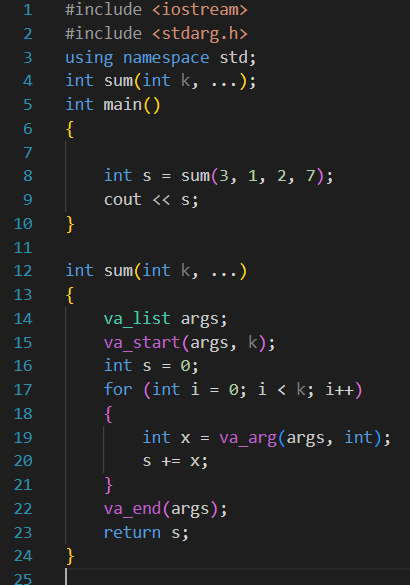 1 #include <iostream>
2 #include <stdarg.h>
3 using namespace std;
4 int sum(int k, ...);
5 int main()
6 {
7
8     int s = sum(3, 1, 2, 7);
9     cout << s;
10 }
11
12 int sum(int k, ...)
13 {
14     va_list args;
15     va_start(args, k);
16     int s = 0;
17     for (int i = 0; i < k; i++)
18     {
19         int x = va_arg(args, int);
20         s += x;
21     }
22     va_end(args);
23     return s;
24 }
25